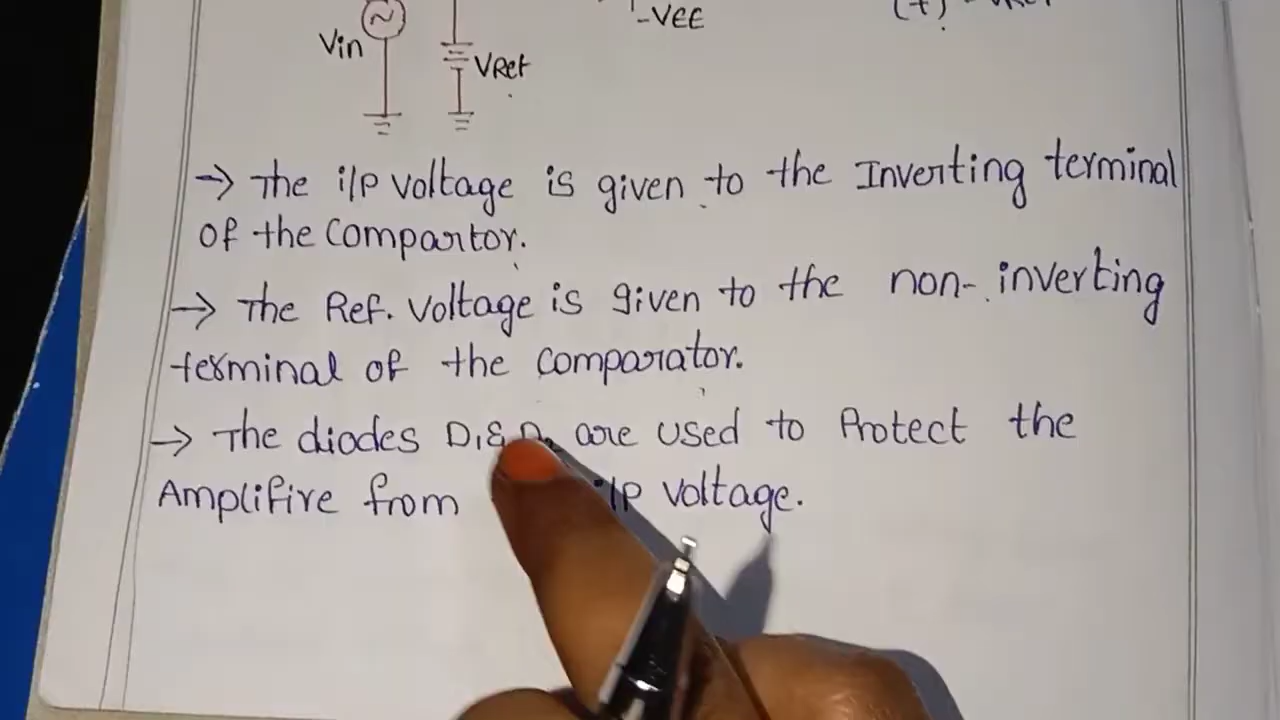 -VEE
Vin
VRef
→ The i/p voltage is given to the Inverting terminal
of the Compartor.
→ The Ref. voltage is given to the non-inverting
terminal of the Comparator.
→ The diodes D1& are used to Protect the
Amplifire from i/p voltage.